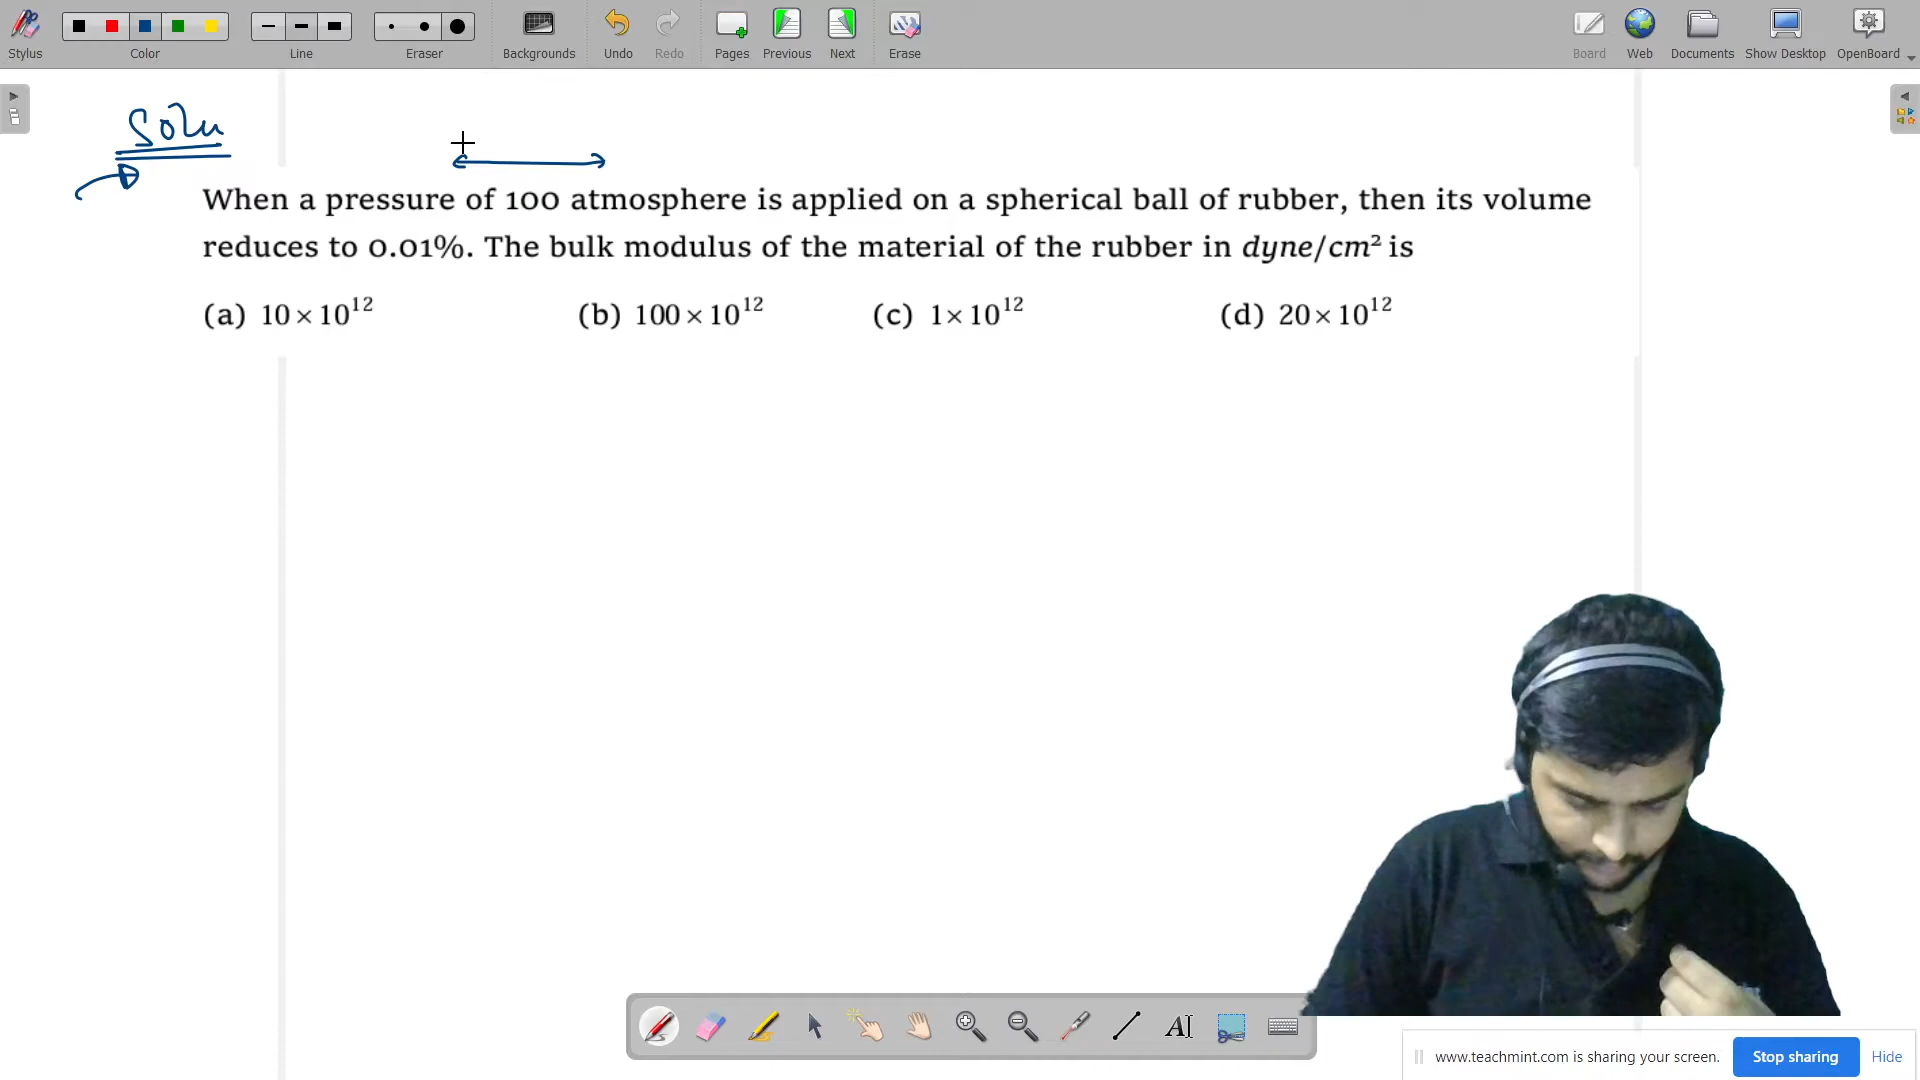 Stylus Color Line Eraser Backgrounds Undo Redo Pages Previous Next Erase Board Web Documents Show Desktop OpenBoard
Solu
When a pressure of 100 atmosphere is applied on a spherical ball of rubber, then its volume
reduces to 0.01%. The bulk modulus of the material of the rubber in dyne/cm² is
(a) 10 × 10¹² (b) 100 × 10¹² (c) 1 × 10¹² (d) 20 × 10¹²
www.teachmint.com is sharing your screen. Stop sharing Hide